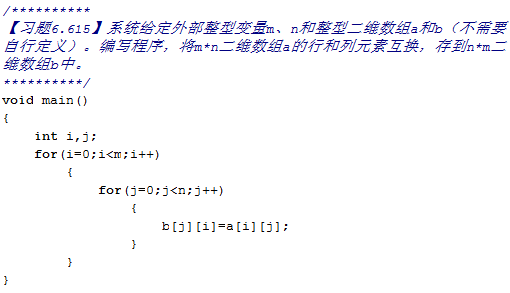 /**********
【习题6.615】系统给定外部整型变量m、n和整型二维数组a和b（不需要
自行定义）。编写程序，将m*n二维数组a的行和列元素互换，存到n*m二
维数组b中。
**********/
void main()
{
    int i,j;
    for(i=0;i<m;i++)
        {
            for(j=0;j<n;j++)
                {
                    b[j][i]=a[i][j];
                }
        }
}